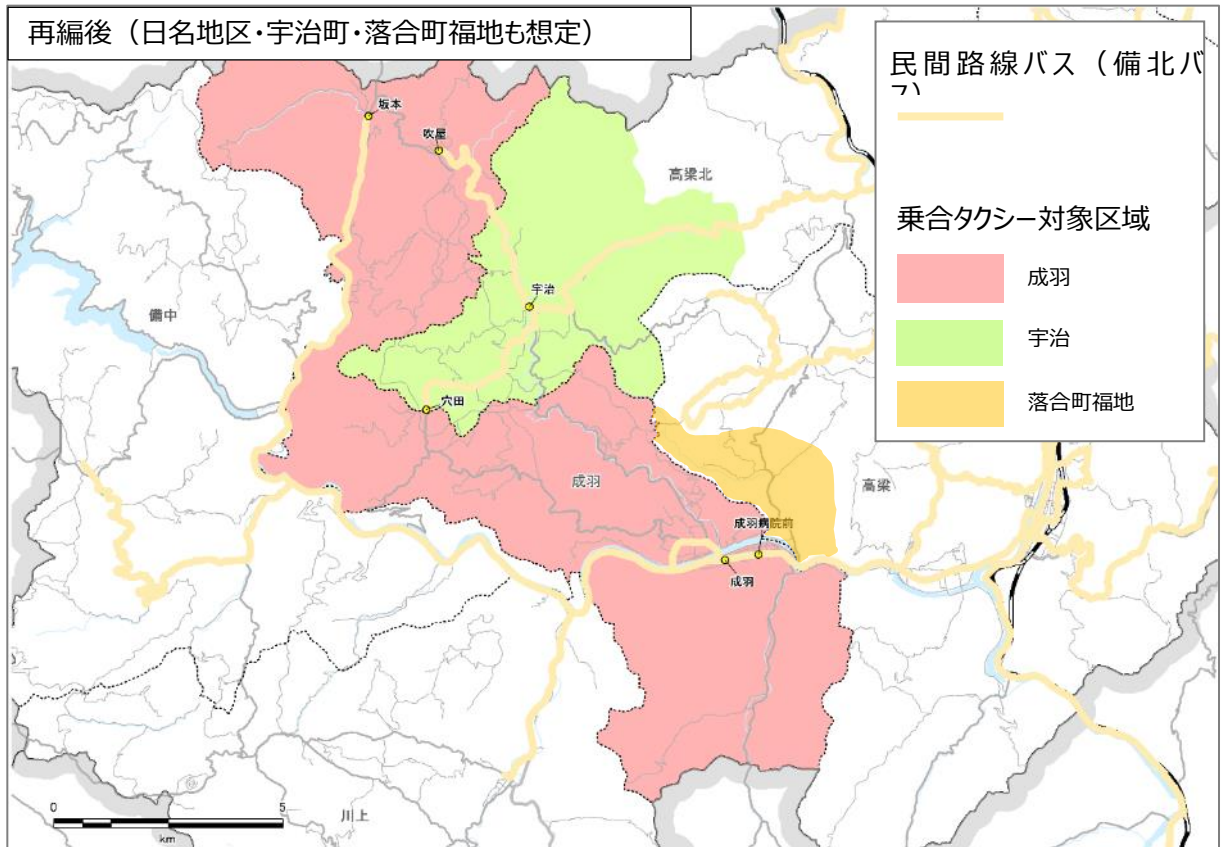 再編後（日名地区・宇治町・落合町福地も想定）
民間路線バス（備北バ
ス）
乗合タクシー対象区域
成羽
宇治
落合町福地
坂本
吹屋
高梁北
宇治
備中
穴田
成羽
高梁
成羽病院前
成羽
川上
0 5
km